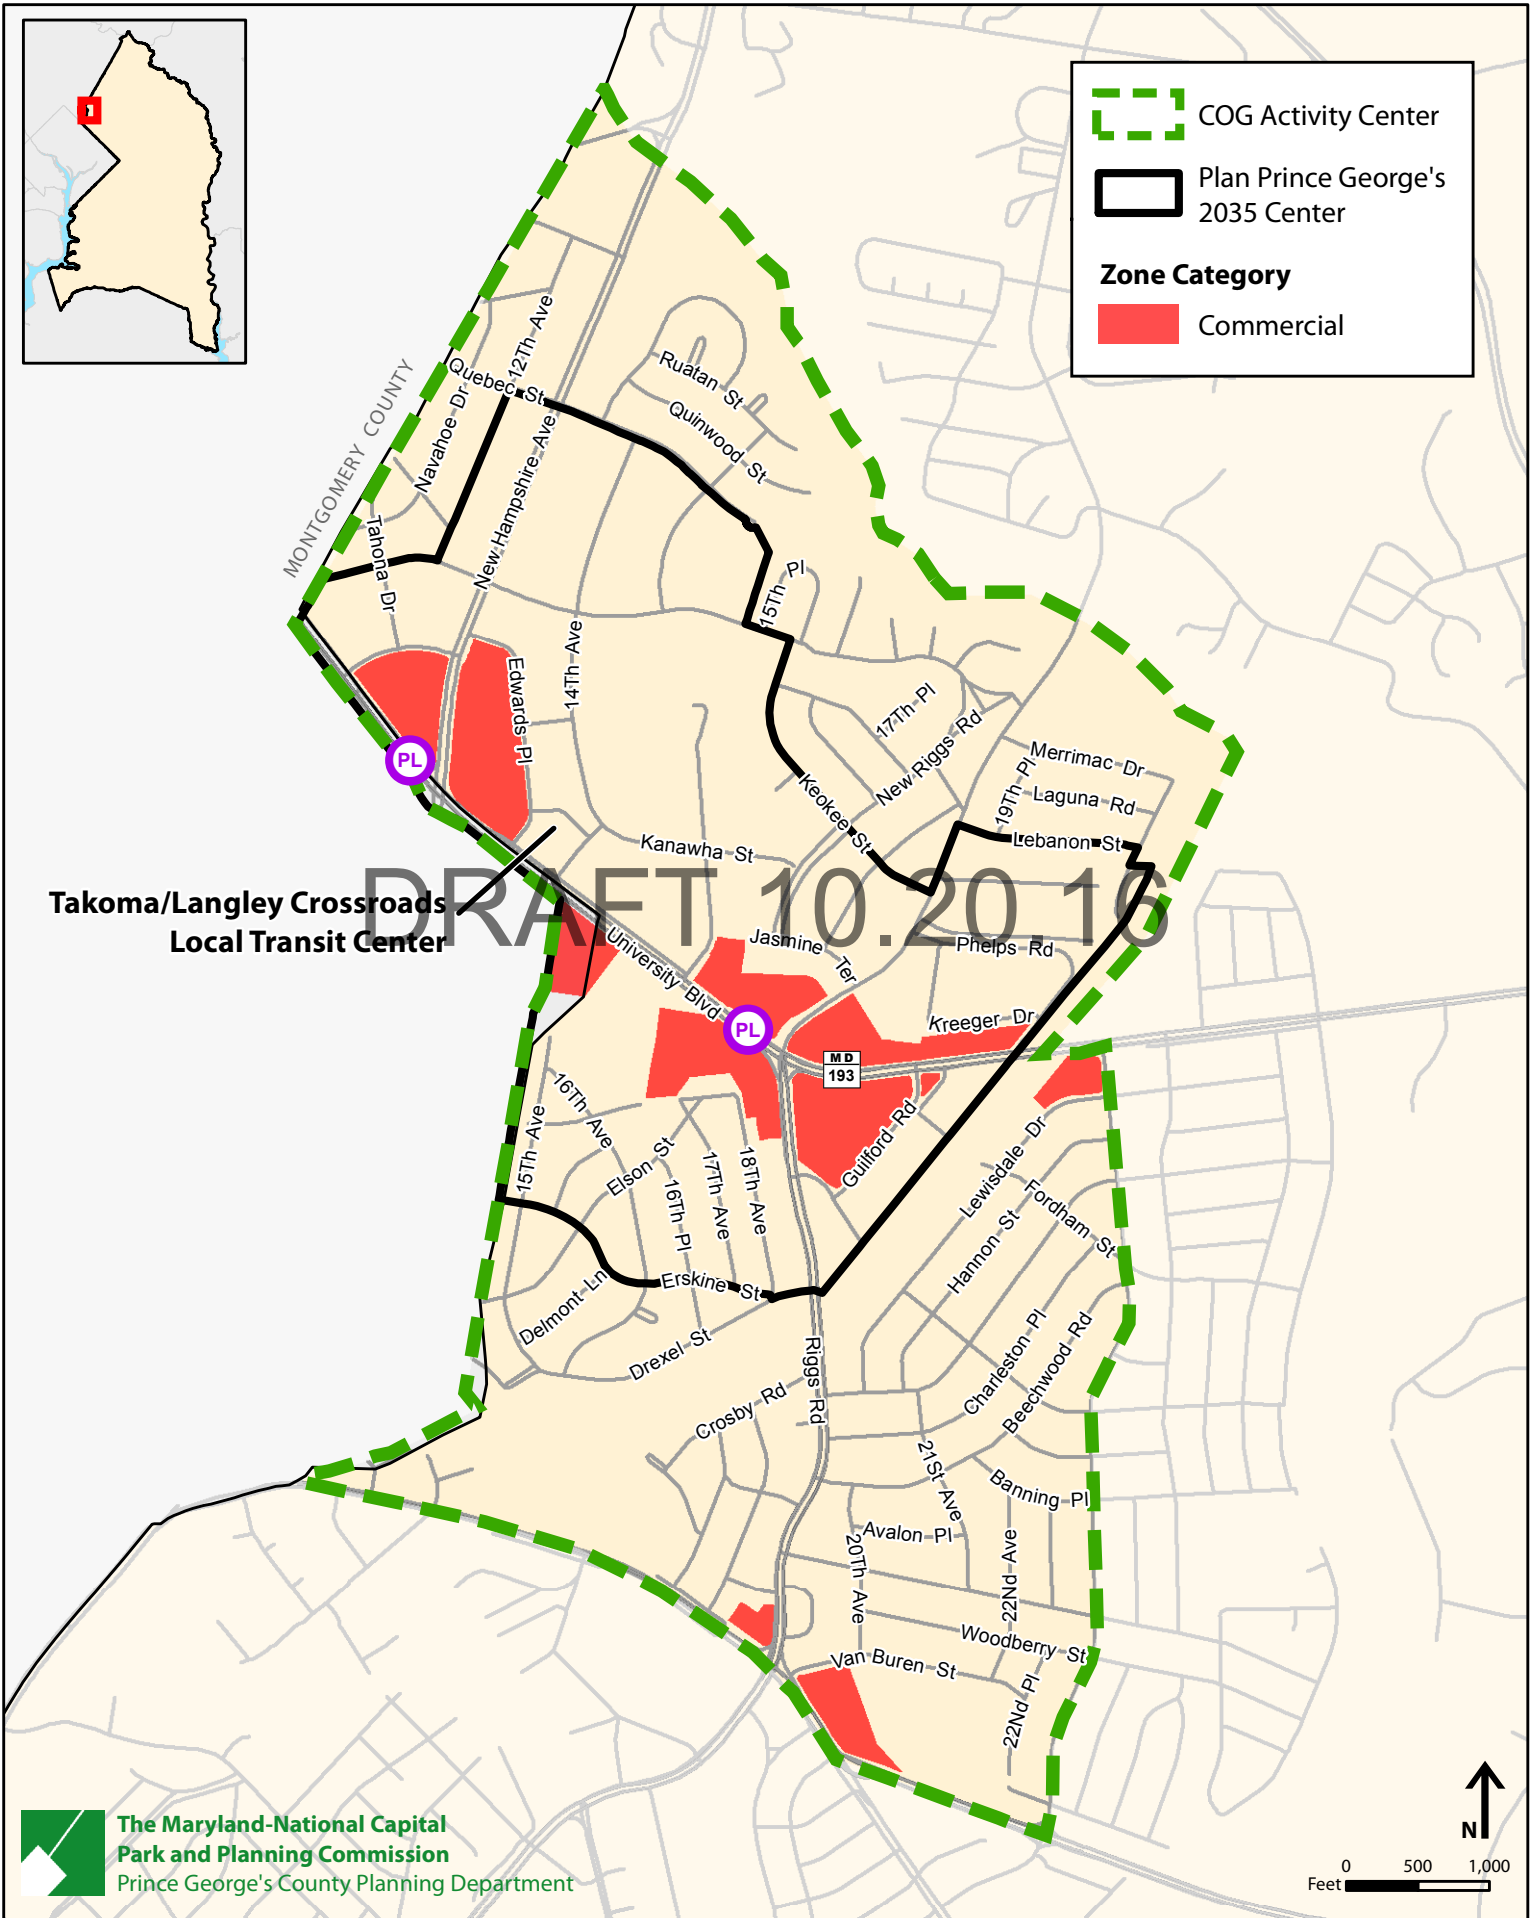 COG Activity Center
Plan Prince George's
2035 Center
Zone Category
Commercial
MONTGOMERY COUNTY
12Th Ave
Quebec St
Navahoe Dr
New Hampshire Ave
Ruatan St
Quinwood St
Tahona Dr
15Th Pl
14Th Ave
Edwards Pl
17Th Pl
New Riggs Rd
Merrimac Dr
19Th Pl
Laguna Rd
Lebanon St
Keokee St
Kanawha St
PL
Takoma/Langley Crossroads
Local Transit Center
DRAFT 10.20.16
University Blvd
Jasmine Ter
Phelps Rd
Kreeger Dr
PL
MD
193
16Th Ave
15Th Ave
Elson St
16Th Pl
17Th Ave
18Th Ave
Guilford Rd
Lewisdale Dr
Fordham St
Hannon St
Erskine St
Delmont Ln
Drexel St
Riggs Rd
Crosby Rd
Charleston Pl
Beechwood Rd
21St Ave
Banning Pl
Avalon Pl
20Th Ave
22Nd Ave
Woodberry St
Van Buren St
22Nd Pl
The Maryland-National Capital
Park and Planning Commission
Prince George's County Planning Department
N
0 500 1,000
Feet